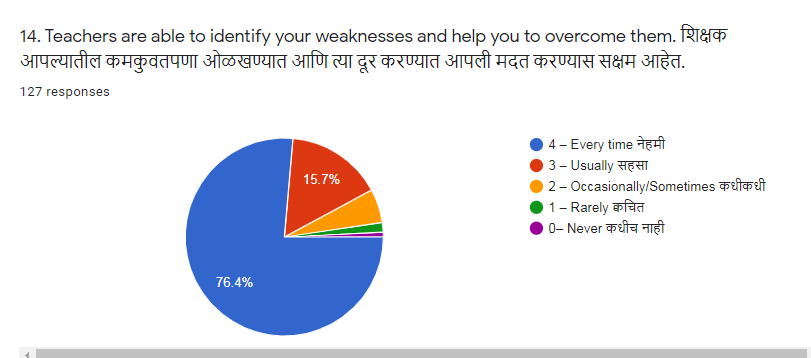 14. Teachers are able to identify your weaknesses and help you to overcome them. शिक्षक
आपल्यातील कमकुवतपणा ओळखण्यात आणि त्या दूर करण्यात आपली मदत करण्यास सक्षम आहेत.
127 responses
4 – Every time नेहमी
3 – Usually सहसा
2 – Occasionally/Sometimes कधीकधी
1 – Rarely क्वचित
0– Never कधीच नाही
15.7%
76.4%